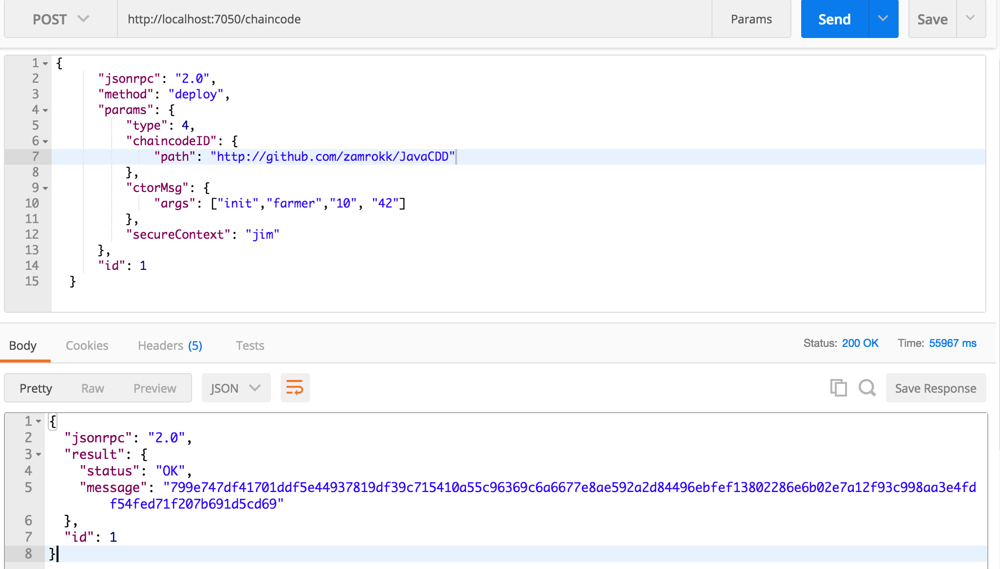 POST http://localhost:7050/chaincode Params Send Save
1 {
2 "jsonrpc": "2.0",
3 "method": "deploy",
4 "params": {
5 "type": 4,
6 "chaincodeID": {
7 "path": "http://github.com/zamrokk/JavaCDD"
8 },
9 "ctorMsg": {
10 "args": ["init","farmer","10", "42"]
11 },
12 "secureContext": "jim"
13 },
14 "id": 1
15 }
Body Cookies Headers (5) Tests Status: 200 OK Time: 55967 ms
Pretty Raw Preview JSON Save Response
1 {
2 "jsonrpc": "2.0",
3 "result": {
4 "status": "OK",
5 "message": "799e747df41701ddf5e44937819df39c715410a55c96369c6a6677e8ae592a2d84496ebfef13802286e6b02e7a12f93c998aa3e4fd
f54fed71f207b691d5cd69"
6 },
7 "id": 1
8 }